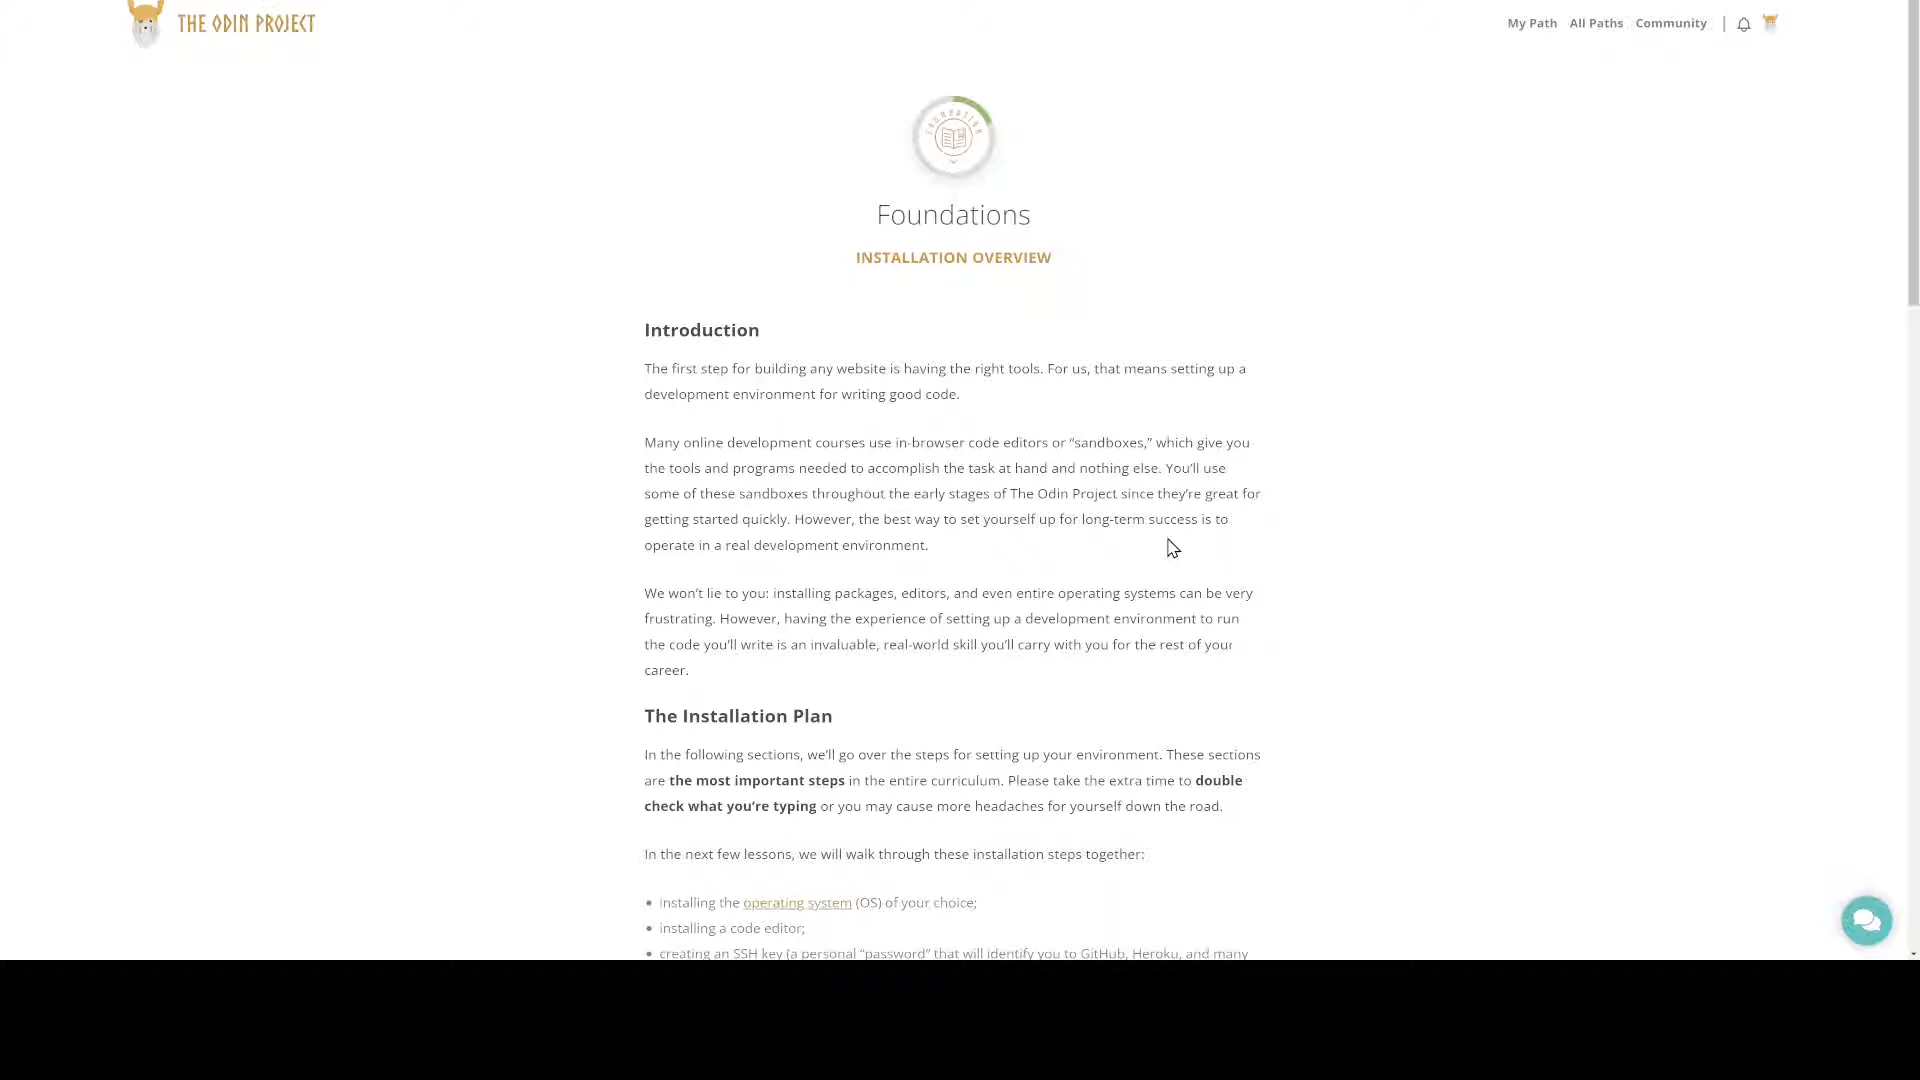 THE ODIN PROJECT
My Path
All Paths
Community
FOUNDATION
Foundations
INSTALLATION OVERVIEW
Introduction
The first step for building any website is having the right tools. For us, that means setting up a
development environment for writing good code.
Many online development courses use in-browser code editors or “sandboxes,” which give you
the tools and programs needed to accomplish the task at hand and nothing else. You’ll use
some of these sandboxes throughout the early stages of The Odin Project since they’re great for
getting started quickly. However, the best way to set yourself up for long-term success is to
operate in a real development environment.
We won’t lie to you: installing packages, editors, and even entire operating systems can be very
frustrating. However, having the experience of setting up a development environment to run
the code you’ll write is an invaluable, real-world skill you’ll carry with you for the rest of your
career.
The Installation Plan
In the following sections, we’ll go over the steps for setting up your environment. These sections
are the most important steps in the entire curriculum. Please take the extra time to double
check what you’re typing or you may cause more headaches for yourself down the road.
In the next few lessons, we will walk through these installation steps together:
• installing the operating system (OS) of your choice;
• installing a code editor;
• creating an SSH key (a personal “password” that will identify you to GitHub, Heroku, and many